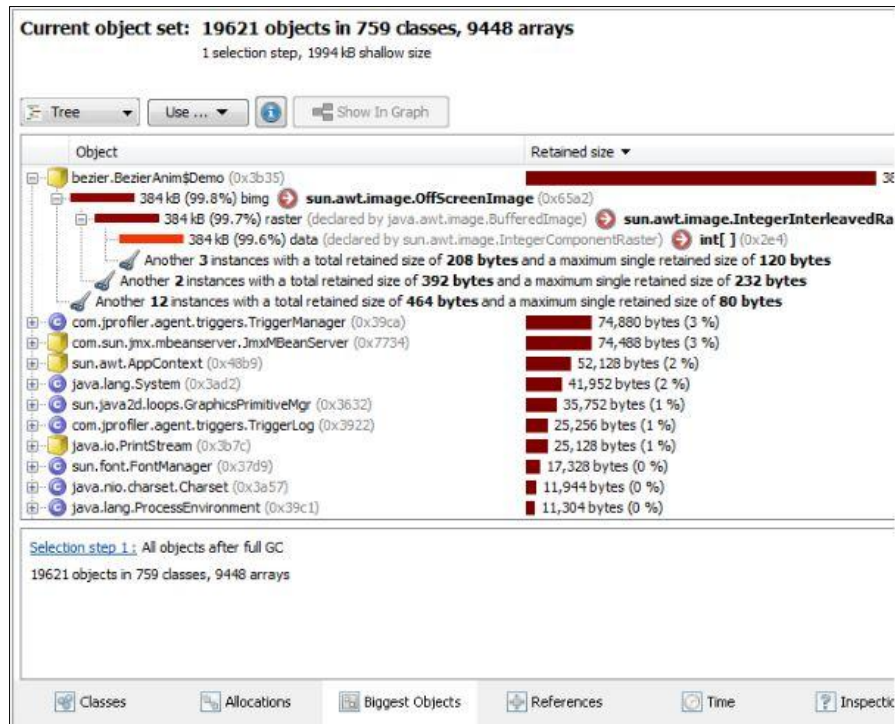 Current object set: 19621 objects in 759 classes, 9448 arrays
1 selection step, 1994 kB shallow size
Tree Use ... Show In Graph
Object Retained size
bezier.BezierAnim$Demo (0x3b35) 38
384 kB (99.8%) bimg sun.awt.image.OffScreenImage (0x65a2)
384 kB (99.7%) raster (declared by java.awt.image.BufferedImage) sun.awt.image.IntegerInterleavedRa
384 kB (99.6%) data (declared by sun.awt.image.IntegerComponentRaster) int[ ] (0x2e4)
Another 3 instances with a total retained size of 208 bytes and a maximum single retained size of 120 bytes
Another 2 instances with a total retained size of 392 bytes and a maximum single retained size of 232 bytes
Another 12 instances with a total retained size of 464 bytes and a maximum single retained size of 80 bytes
com.jprofiler.agent.triggers.TriggerManager (0x39ca) 74,880 bytes (3 %)
com.sun.jmx.mbeanserver.JmxMBeanServer (0x7734) 74,488 bytes (3 %)
sun.awt.AppContext (0x48b9) 52,128 bytes (2 %)
java.lang.System (0x3ad2) 41,952 bytes (2 %)
sun.java2d.loops.GraphicsPrimitiveMgr (0x3632) 35,752 bytes (1 %)
com.jprofiler.agent.triggers.TriggerLog (0x3922) 25,256 bytes (1 %)
java.io.PrintStream (0x3b7c) 25,128 bytes (1 %)
sun.font.FontManager (0x37d9) 17,328 bytes (0 %)
java.nio.charset.Charset (0x3a57) 11,944 bytes (0 %)
java.lang.ProcessEnvironment (0x39c1) 11,304 bytes (0 %)
Selection step 1 : All objects after full GC
19621 objects in 759 classes, 9448 arrays
Classes Allocations Biggest Objects References Time Inspectio